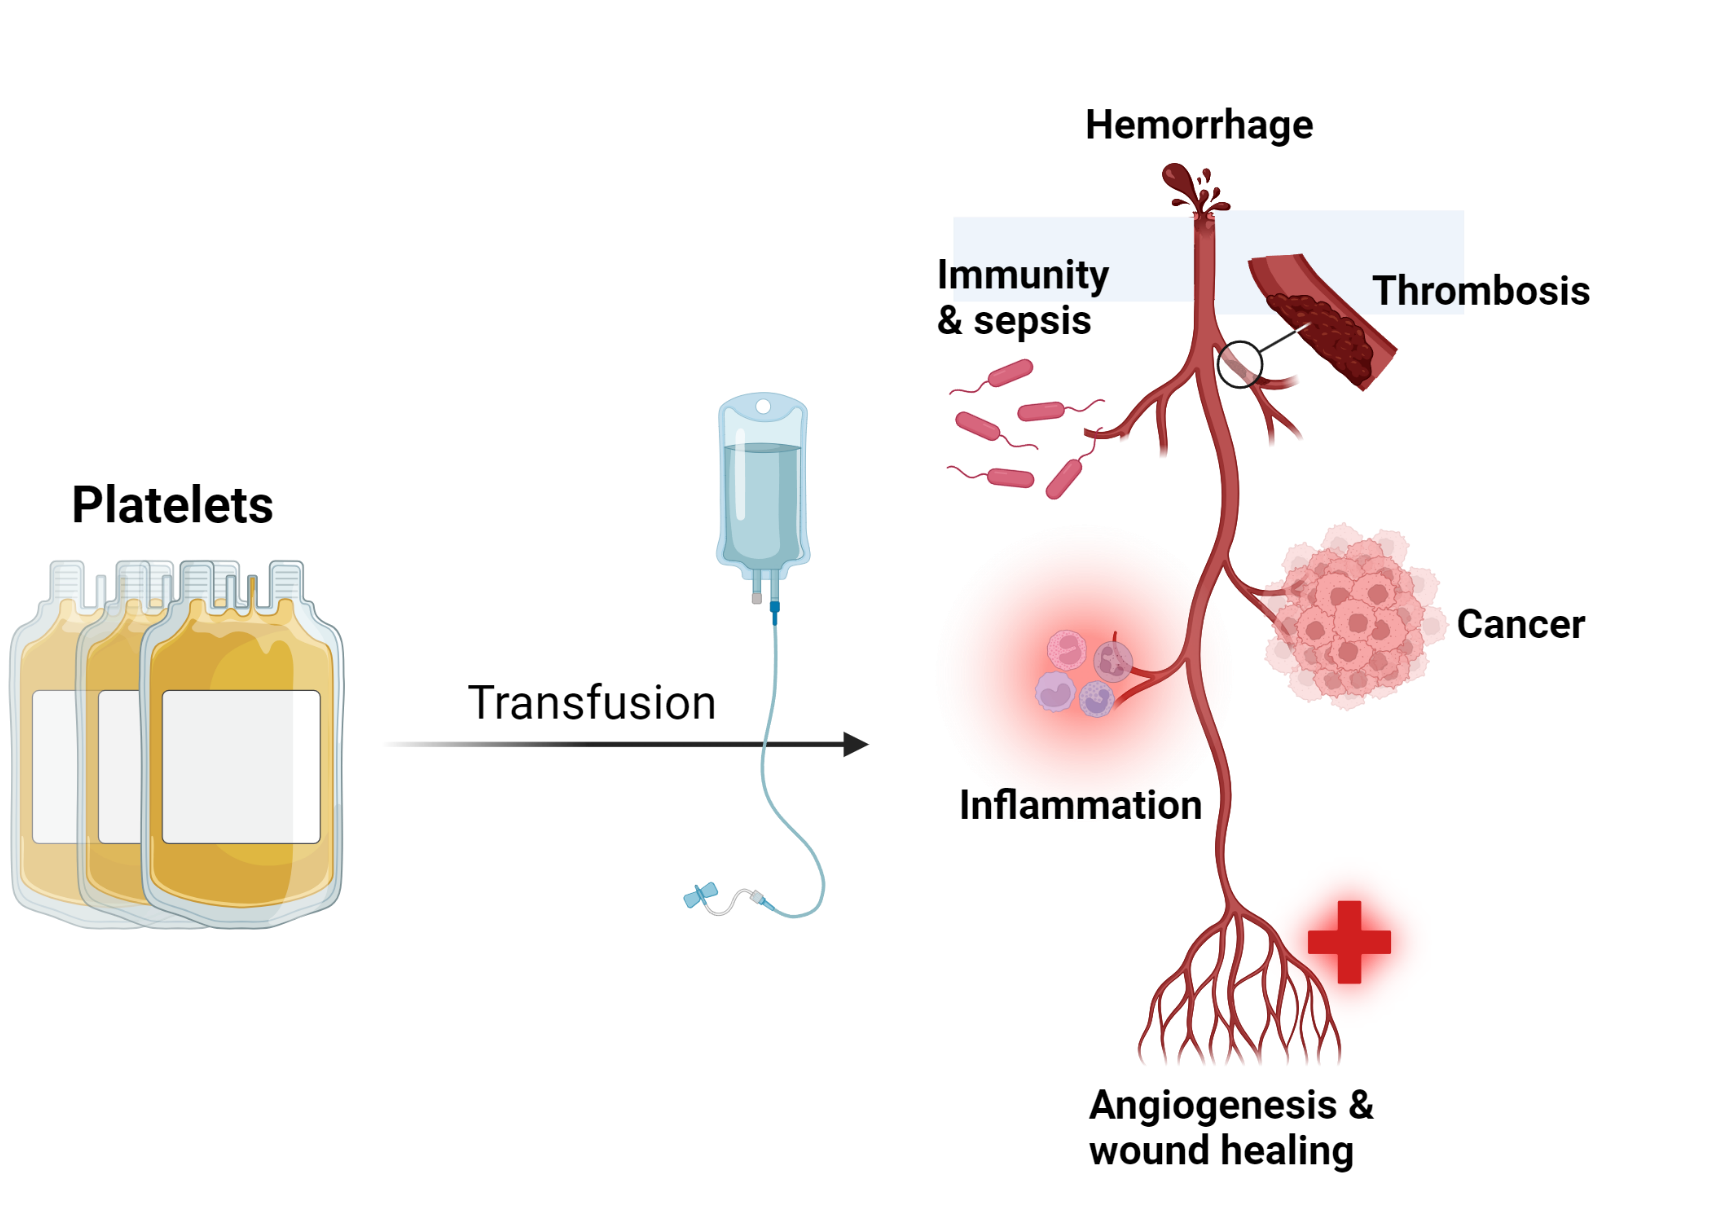 Platelets
Transfusion
Hemorrhage
Immunity
& sepsis
Thrombosis
Cancer
Inflammation
Angiogenesis &
wound healing